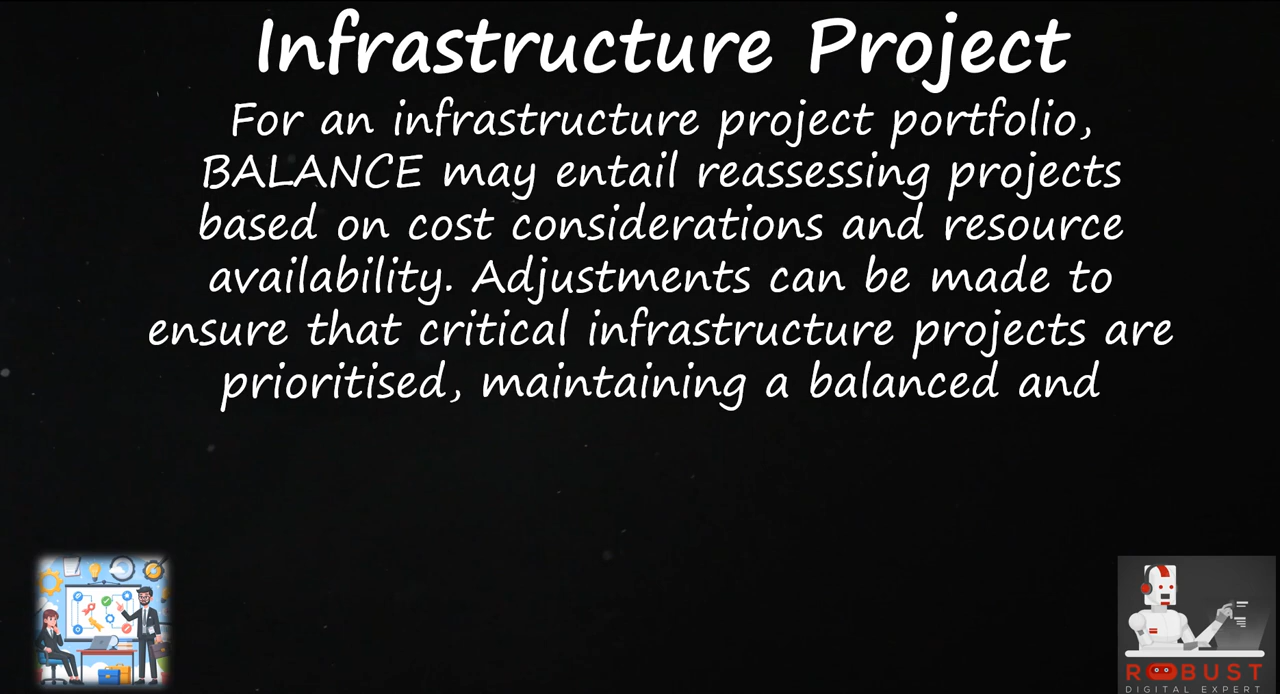 Infrastructure Project
For an infrastructure project portfolio,
BALANCE may entail reassessing projects
based on cost considerations and resource
availability. Adjustments can be made to
ensure that critical infrastructure projects are
prioritised, maintaining a balanced and
ROBUST
DIGITAL EXPERT